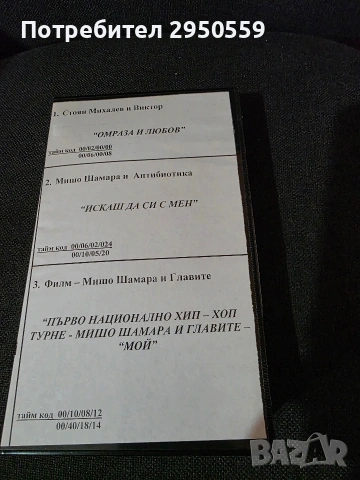 Потребител 2950559
1. Стоян Михалев и Виктор
“ОМРАЗА И ЛЮБОВ”
тайм код 00/02/00/00
00/06/00/08
2. Мишо Шамара и Антибиотика
“ИСКАШ ДА СИ С МЕН”
тайм код 00/06/02/024
00/10/05/20
3. Филм – Мишо Шамара и Главите
“ПЪРВО НАЦИОНАЛНО ХИП – ХОП
ТУРНЕ - МИШО ШАМАРА И ГЛАВИТЕ –
“МОЙ”
тайм код 00/10/08/12
00/40/18/14
BAZAR